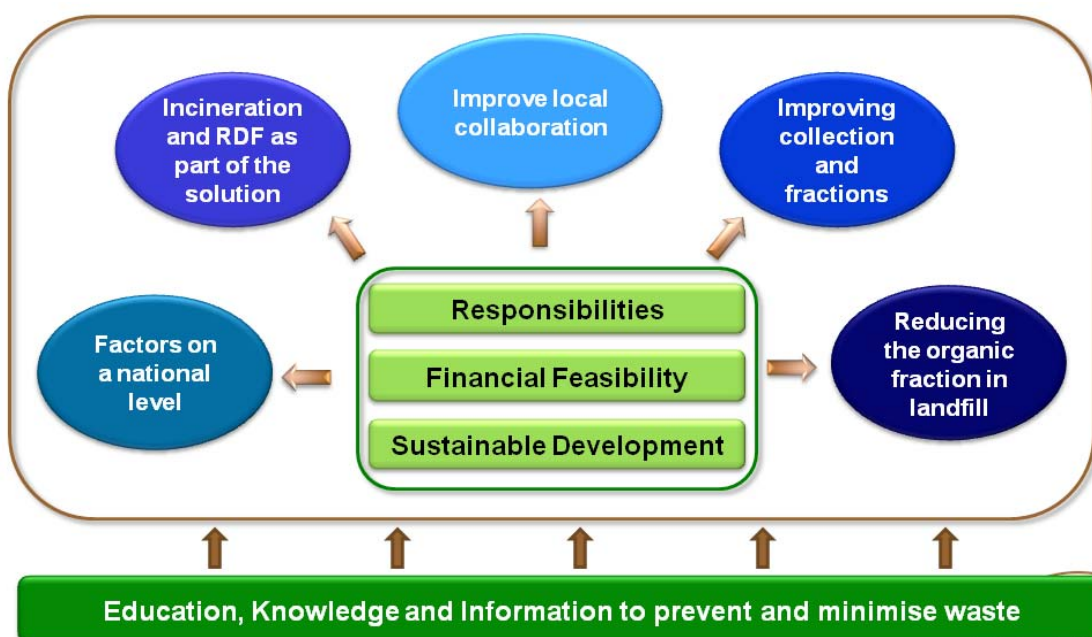 Incineration
and RDF as
part of the
solution
Improve local
collaboration
Improving
collection
and
fractions
Factors on
a national
level
Responsibilities
Financial Feasibility
Sustainable Development
Reducing
the organic
fraction in
landfill
Education, Knowledge and Information to prevent and minimise waste